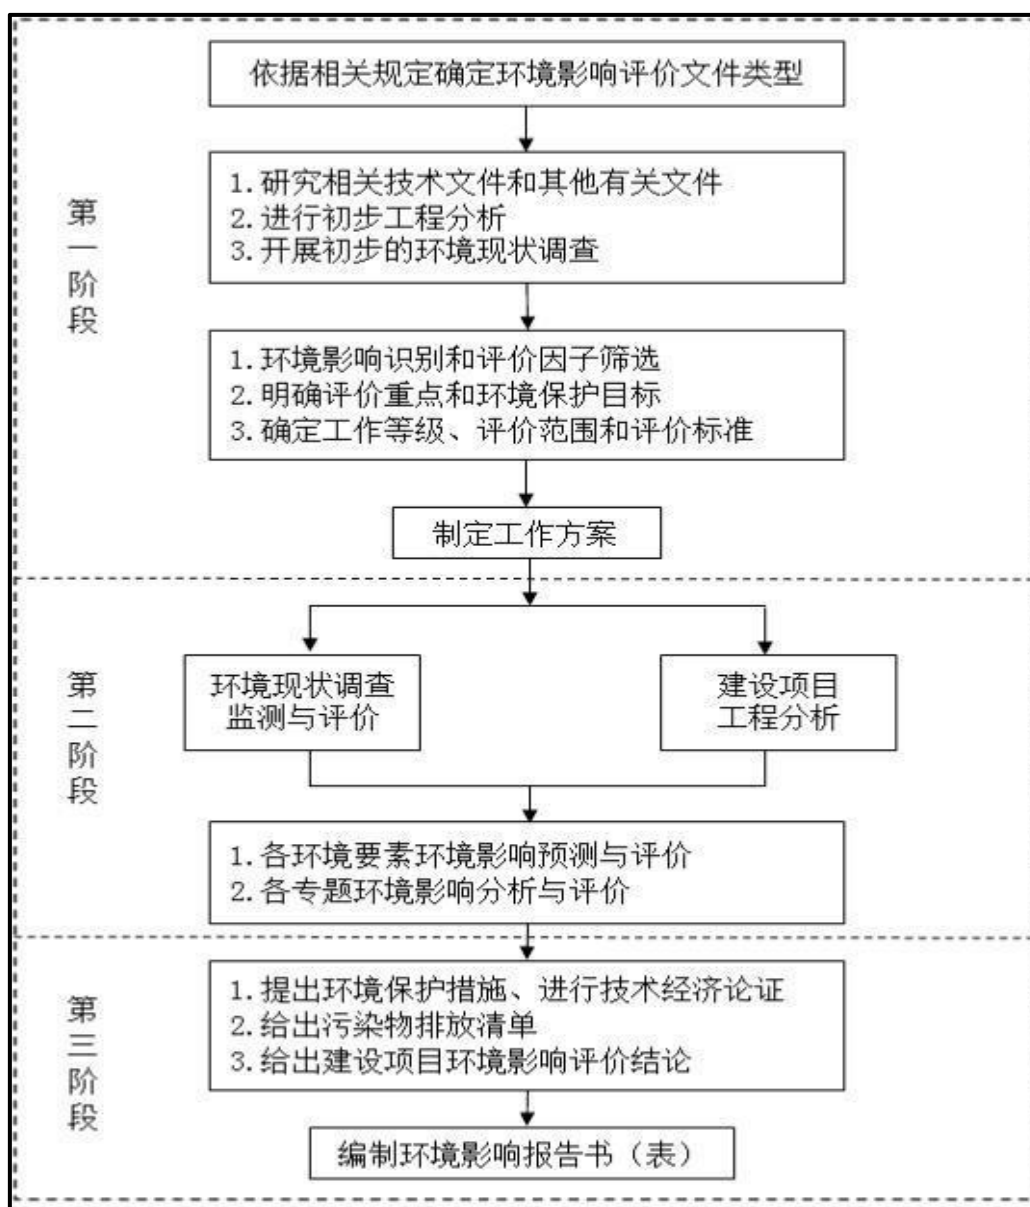 依据相关规定确定环境影响评价文件类型
第一阶段
1.研究相关技术文件和其他有关文件
2.进行初步工程分析
3.开展初步的环境现状调查
1.环境影响识别和评价因子筛选
2.明确评价重点和环境保护目标
3.确定工作等级、评价范围和评价标准
制定工作方案
第二阶段
环境现状调查
监测与评价
建设项目
工程分析
1.各环境要素环境影响预测与评价
2.各专题环境影响分析与评价
第三阶段
1.提出环境保护措施、进行技术经济论证
2.给出污染物排放清单
3.给出建设项目环境影响评价结论
编制环境影响报告书（表）